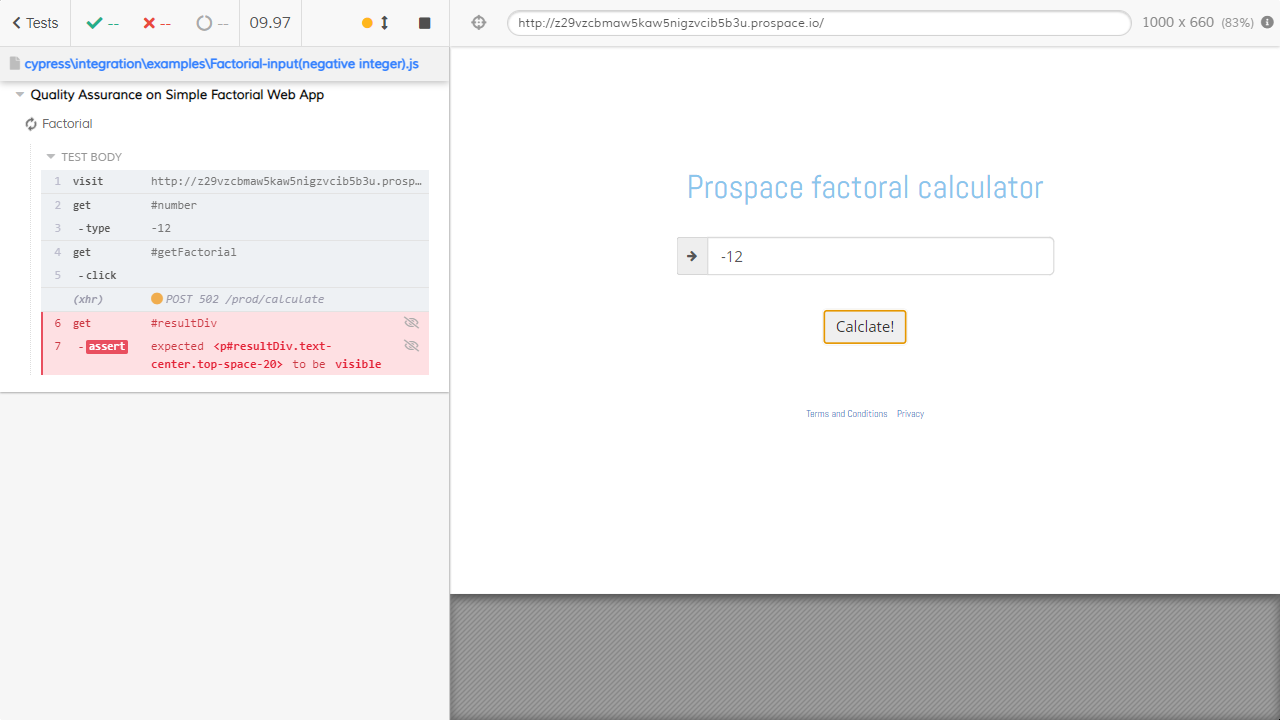 Tests -- -- -- 09.97
http://z29vzcbmaw5kaw5nigzvcib5b3u.prospace.io/ 1000 x 660 (83%)
cypress\integration\examples\Factorial-input(negative integer).js
Quality Assurance on Simple Factorial Web App
Factorial
TEST BODY
1 visit http://z29vzcbmaw5kaw5nigzvcib5b3u.prosp…
2 get #number
3 -type -12
4 get #getFactorial
5 -click
(xhr) POST 502 /prod/calculate
6 get #resultDiv
7 -assert expected <p#resultDiv.text-
center.top-space-20> to be visible
Prospace factoral calculator
-12
Calclate!
Terms and Conditions Privacy